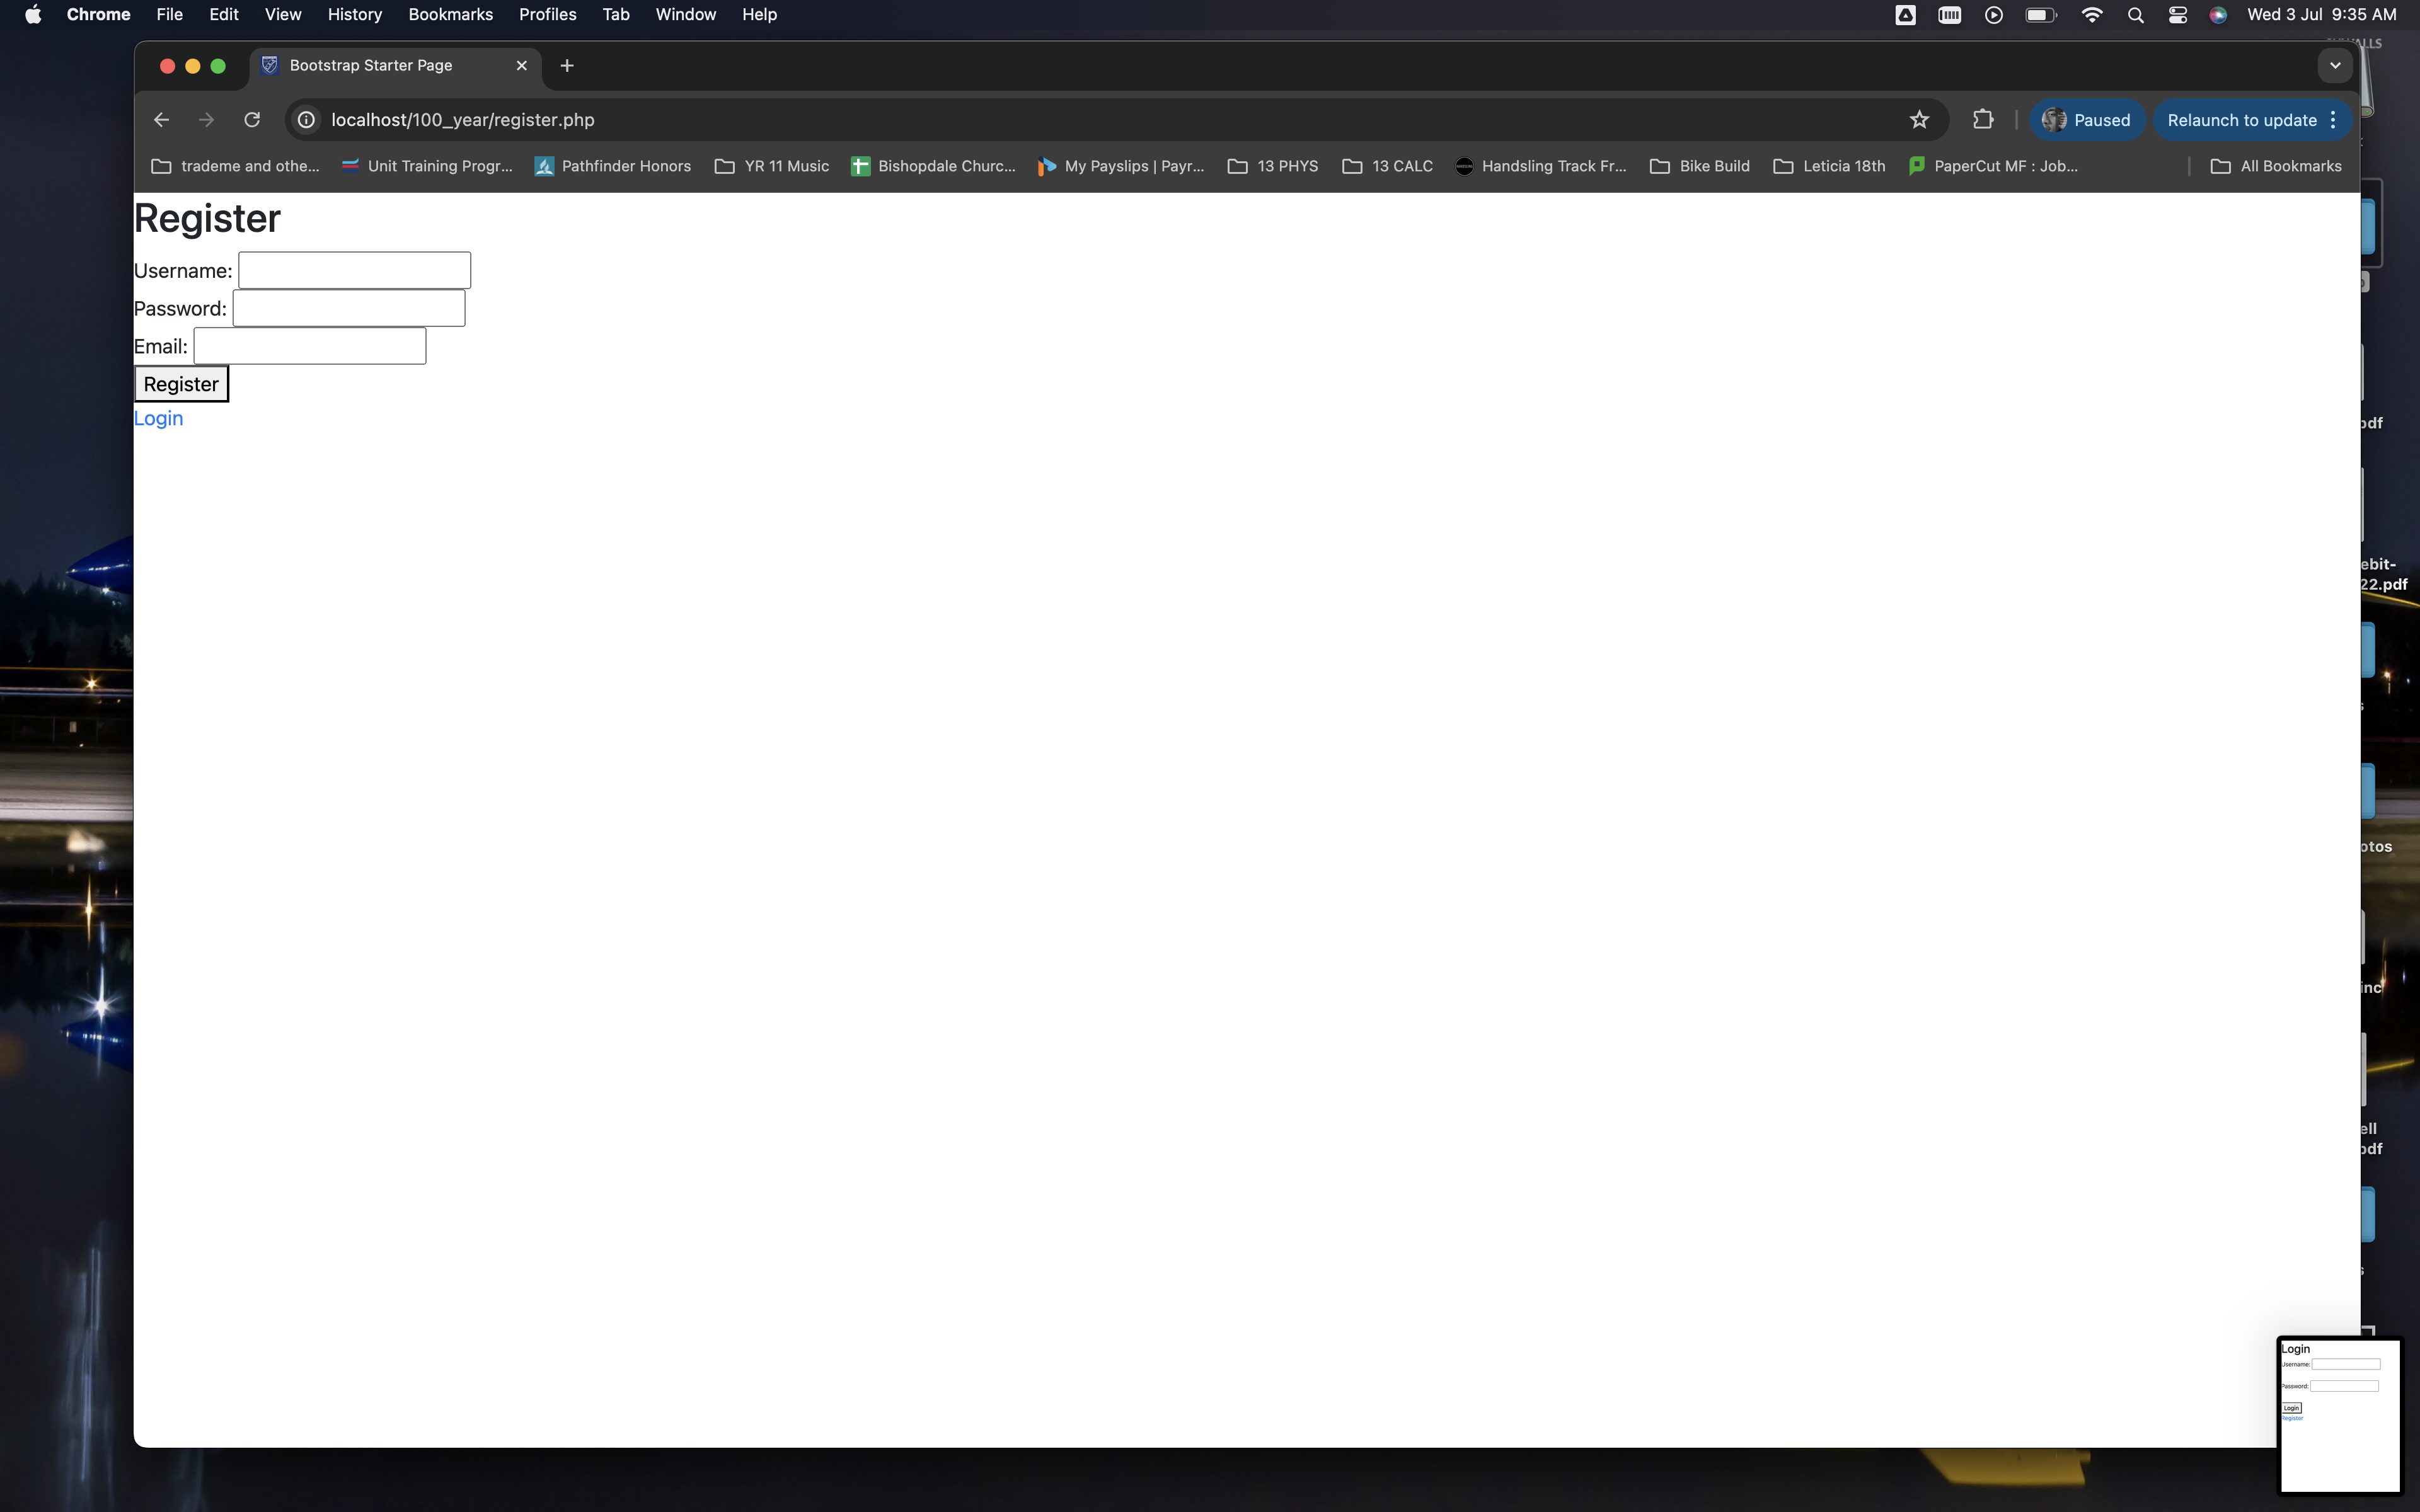 Chrome File Edit View History Bookmarks Profiles Tab Window Help Wed 3 Jul 9:35 AM
Bootstrap Starter Page
localhost/100_year/register.php Paused Relaunch to update
trademe and othe... Unit Training Progr... Pathfinder Honors YR 11 Music Bishopdale Churc... My Payslips | Payr... 13 PHYS 13 CALC Handsling Track Fr... Bike Build Leticia 18th PaperCut MF : Job... All Bookmarks
Register
Username:
Password:
Email:
Register
Login
ebit-
22.pdf
otos
inc
ell
Login
Username:
Password:
Login
Register